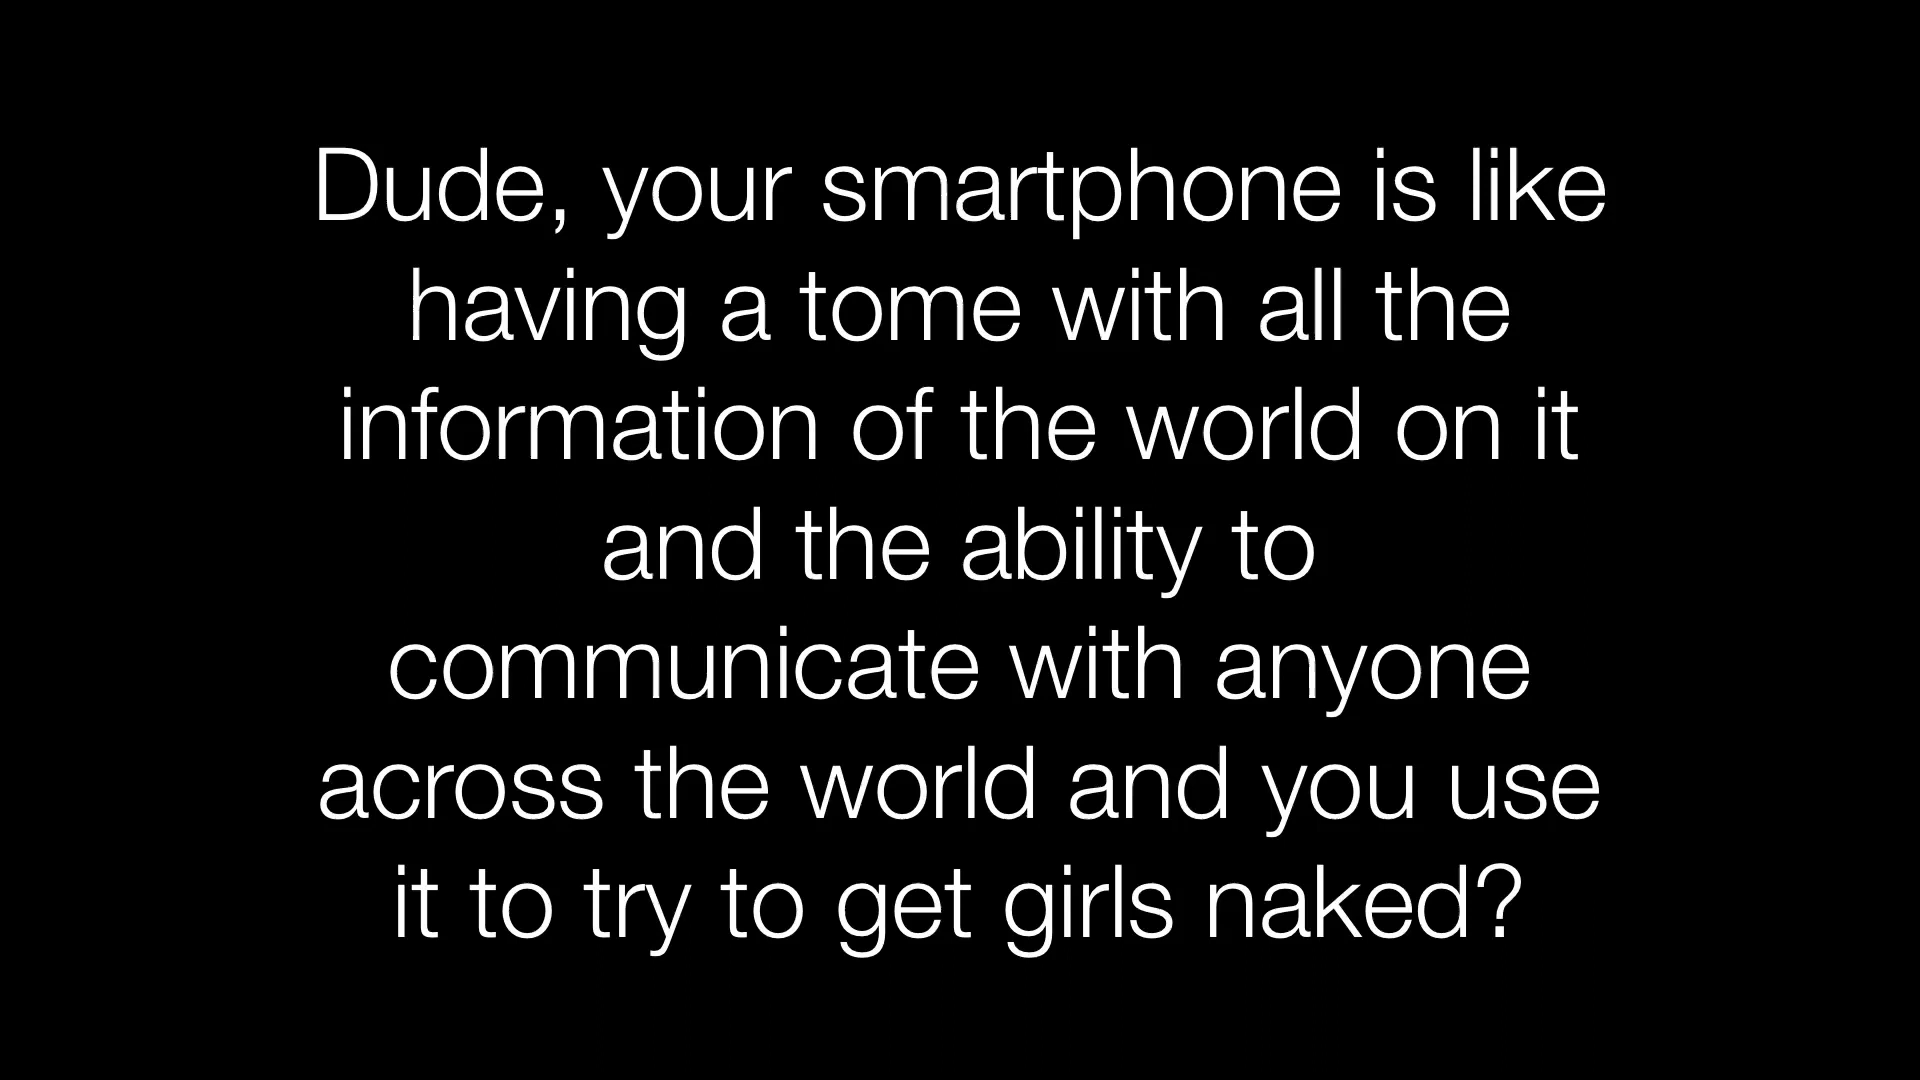 Dude, your smartphone is like
having a tome with all the
information of the world on it
and the ability to
communicate with anyone
across the world and you use
it to try to get girls naked?